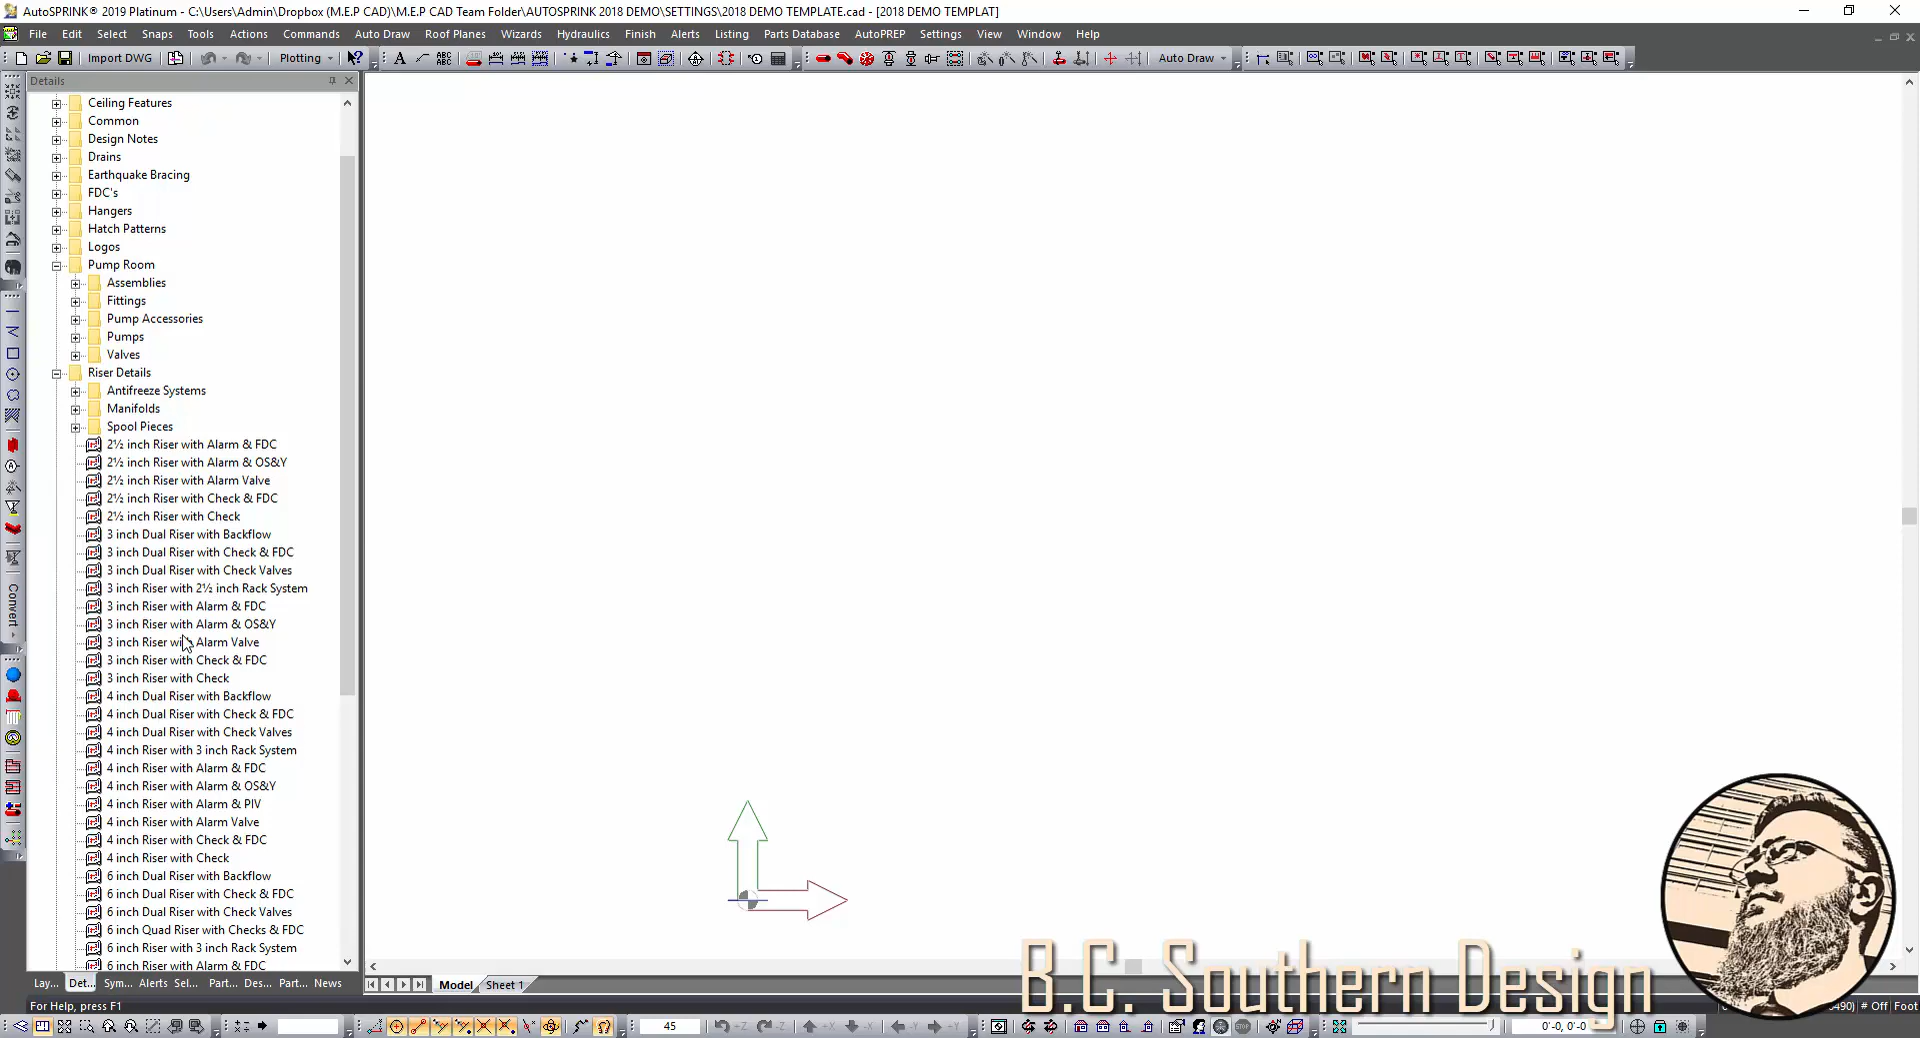 AutoSPRINK® 2019 Platinum - C:\Users\Admin\Dropbox (M.E.P CAD)\M.E.P CAD Team Folder\AUTOSPRINK 2018 DEMO\SETTINGS\2018 DEMO TEMPLATE.cad - [2018 DEMO TEMPLAT]
File Edit Select Snaps Tools Actions Commands Auto Draw Roof Planes Wizards Hydraulics Finish Alerts Listing Parts Database AutoPREP Settings View Window Help
Import DWG Plotting A ABC Auto Draw
Details
Ceiling Features
Common
Design Notes
Drains
Earthquake Bracing
FDC's
Hangers
Hatch Patterns
Logos
Pump Room
Assemblies
Fittings
Pump Accessories
Pumps
Valves
Riser Details
Antifreeze Systems
Manifolds
Spool Pieces
2½ inch Riser with Alarm & FDC
2½ inch Riser with Alarm & OS&Y
2½ inch Riser with Alarm Valve
2½ inch Riser with Check & FDC
2½ inch Riser with Check
3 inch Dual Riser with Backflow
3 inch Dual Riser with Check & FDC
3 inch Dual Riser with Check Valves
3 inch Riser with 2½ inch Rack System
3 inch Riser with Alarm & FDC
3 inch Riser with Alarm & OS&Y
3 inch Riser with Alarm Valve
3 inch Riser with Check & FDC
3 inch Riser with Check
4 inch Dual Riser with Backflow
4 inch Dual Riser with Check & FDC
4 inch Dual Riser with Check Valves
4 inch Riser with 3 inch Rack System
4 inch Riser with Alarm & FDC
4 inch Riser with Alarm & OS&Y
4 inch Riser with Alarm & PIV
4 inch Riser with Alarm Valve
4 inch Riser with Check & FDC
4 inch Riser with Check
6 inch Dual Riser with Backflow
6 inch Dual Riser with Check & FDC
6 inch Dual Riser with Check Valves
6 inch Quad Riser with Checks & FDC
6 inch Riser with 3 inch Rack System
6 inch Riser with Alarm & FDC
Convert
Lay... Det... Sym... Alerts Sel... Part... Des... Part... News
Model Sheet 1
B.C. Southern Design
For Help, press F1
490) # Off Foot
45 +Z -Z +X -X -Y +Y STOP 0'-0, 0'-0